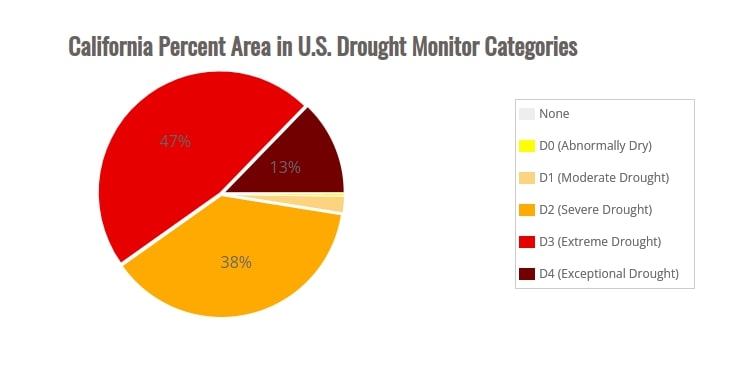 California Percent Area in U.S. Drought Monitor Categories
47%
13%
38%
None
D0 (Abnormally Dry)
D1 (Moderate Drought)
D2 (Severe Drought)
D3 (Extreme Drought)
D4 (Exceptional Drought)